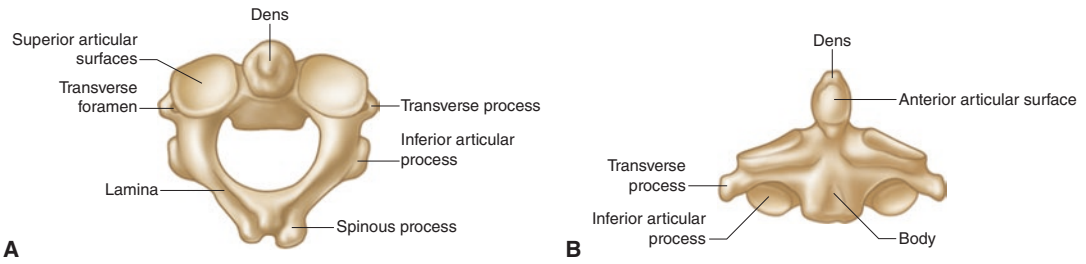 Dens
Superior articular
surfaces
Transverse
foramen
Transverse process
Inferior articular
process
Lamina
Spinous process
A
Dens
Anterior articular surface
Transverse
process
Inferior articular
process
Body
B